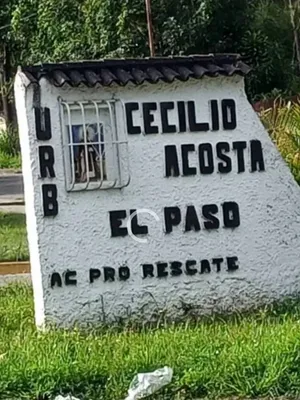 URB
CECILIO
ACOSTA
EL PASO
AC PRO RESCATE